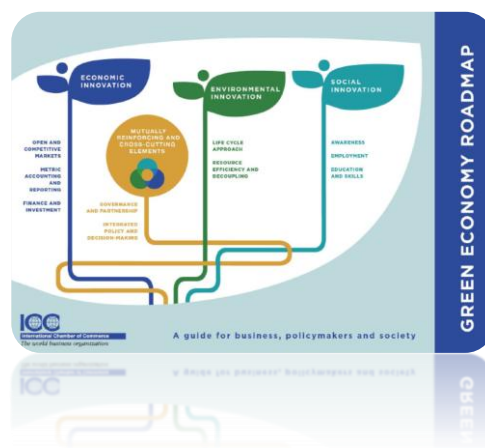 ECONOMIC
INNOVATION
ENVIRONMENTAL
INNOVATION
SOCIAL
INNOVATION
OPEN AND
COMPETITIVE
MARKETS
METRIC
ACCOUNTING
AND
REPORTING
FINANCE AND
INVESTMENT
MUTUALLY
REINFORCING AND
CROSS-CUTTING
ELEMENTS
GOVERNANCE
AND PARTNERSHIP
INTEGRATED
POLICY AND
DECISION-MAKING
LIFE CYCLE
APPROACH
RESOURCE
EFFICIENCY AND
DECOUPLING
AWARENESS
EMPLOYMENT
EDUCATION
AND SKILLS
GREEN ECONOMY ROADMAP
ICC
International Chamber of Commerce
The world business organization
A guide for business, policymakers and society